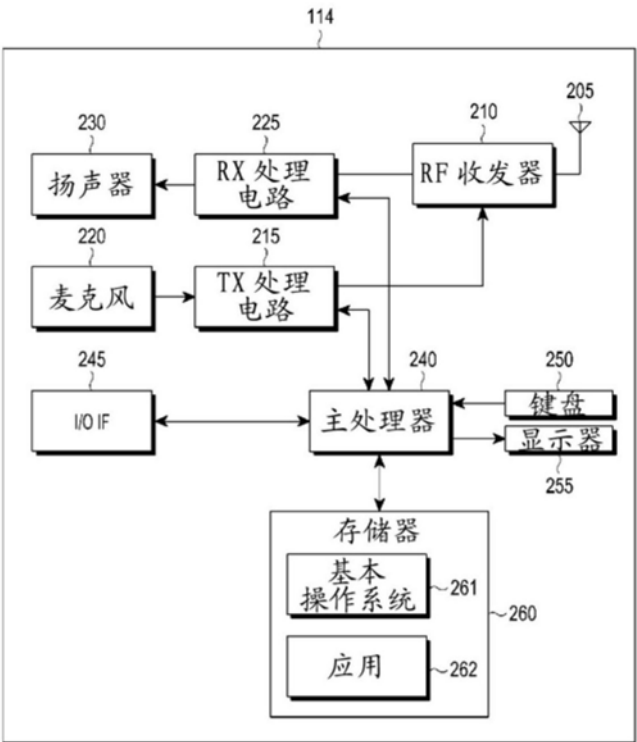 114
230
225
210
205
扬声器
RX 处理
电路
RF 收发器
220
215
麦克风
TX 处理
电路
245
240
250
I/O IF
主处理器
键盘
显示器
255
存储器
基本
操作系统
261
260
应用
262